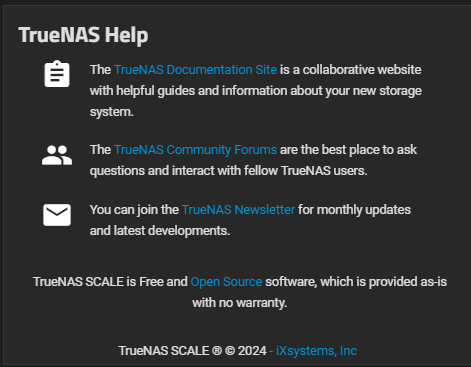 TrueNAS Help
The TrueNAS Documentation Site is a collaborative website
with helpful guides and information about your new storage
system.
The TrueNAS Community Forums are the best place to ask
questions and interact with fellow TrueNAS users.
You can join the TrueNAS Newsletter for monthly updates
and latest developments.
TrueNAS SCALE is Free and Open Source software, which is provided as-is
with no warranty.
TrueNAS SCALE ® © 2024 - iXsystems, Inc